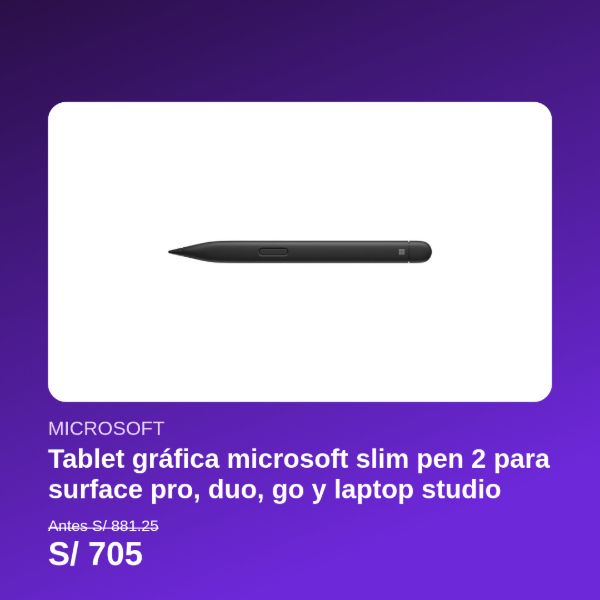 MICROSOFT
Tablet gráfica microsoft slim pen 2 para
surface pro, duo, go y laptop studio
Antes S/ 881.25
S/ 705